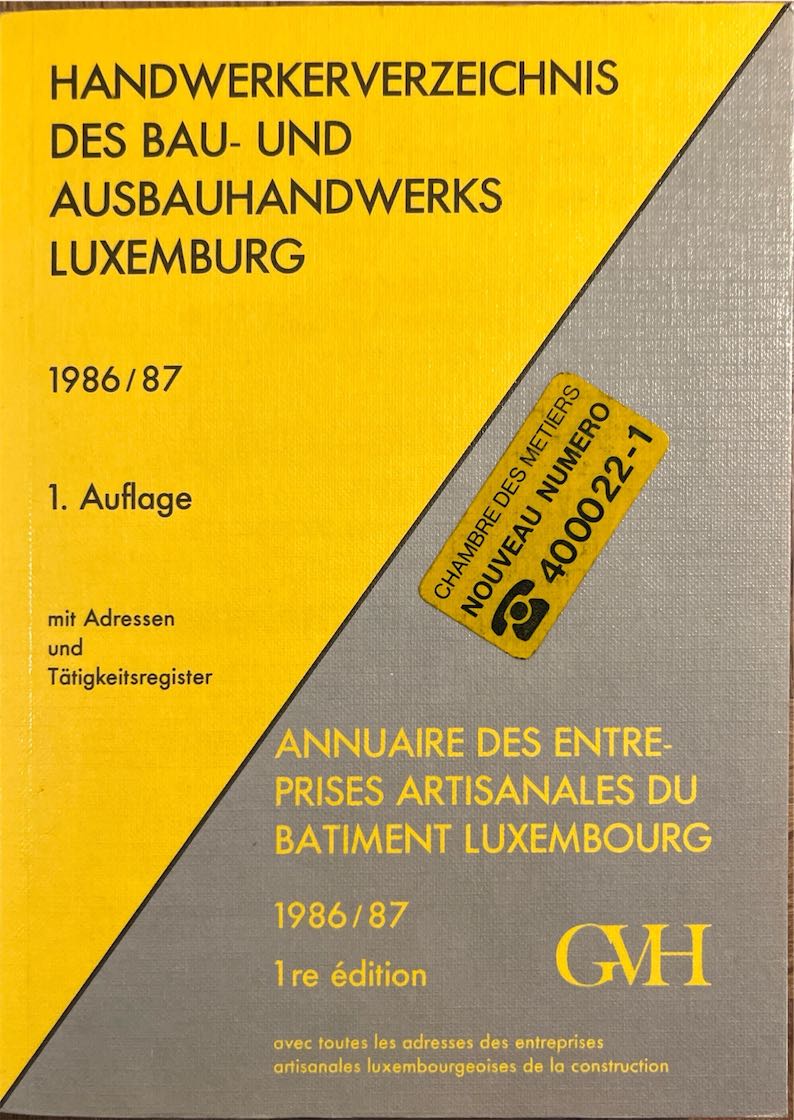 HANDWERKERVERZEICHNIS
DES BAU- UND
AUSBAUHANDWERKS
LUXEMBURG
1986/87
1. Auflage
mit Adressen
und
Tätigkeitsregister
CHAMBRE DES METIERS
NOUVEAU NUMERO
400022-1
ANNUAIRE DES ENTRE-
PRISES ARTISANALES DU
BATIMENT LUXEMBOURG
1986/87
1re édition
GVH
avec toutes les adresses des entreprises
artisanales luxembourgeoises de la construction